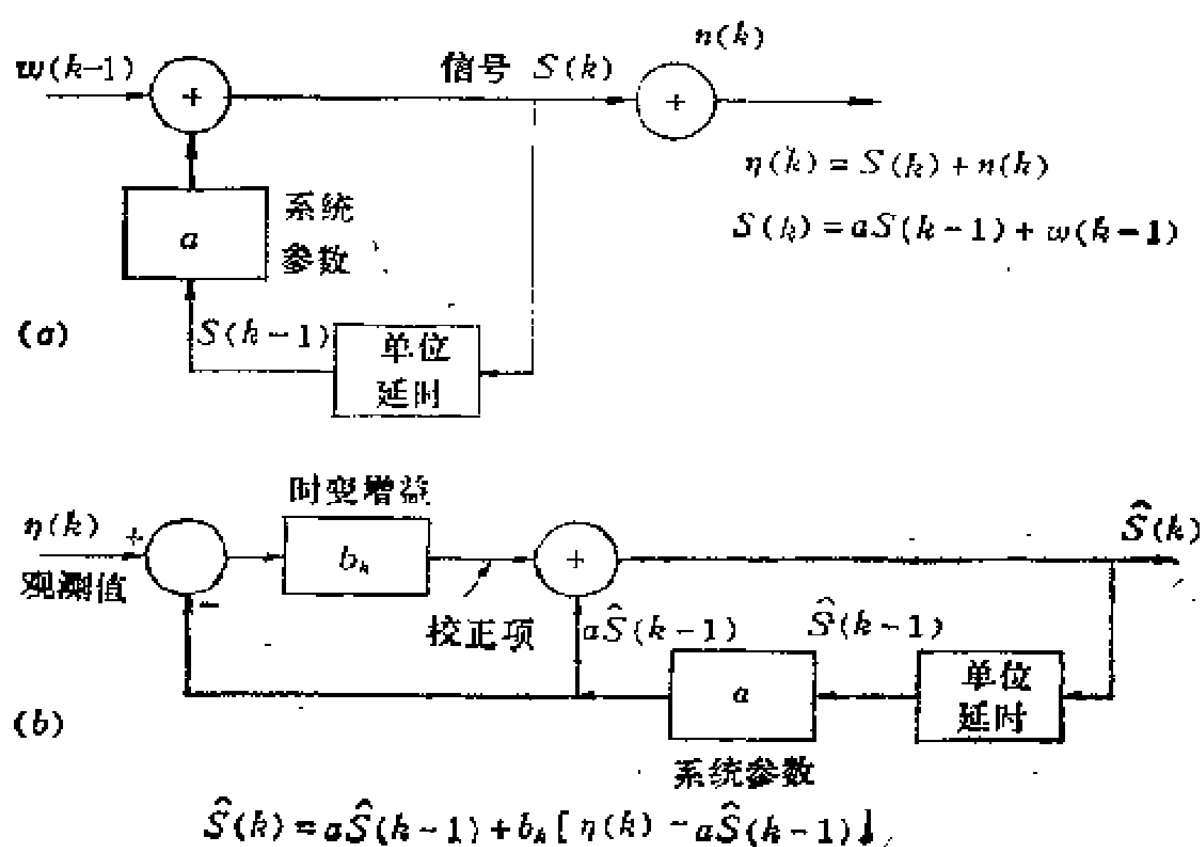 w(k-1)
+
信号 S(k)
n(k)
+
η(k) = S(k) + n(k)
S(k) = aS(k-1) + w(k-1)
a
系统
参数
(a)
S(k-1)
单位
延时
时变增益
η(k)
+
观测值
-
b_k
校正项
+
Ŝ(k)
aŜ(k-1)
Ŝ(k-1)
a
单位
延时
(b)
系统参数
Ŝ(k) = aŜ(k-1) + b_k[η(k) - aŜ(k-1)]